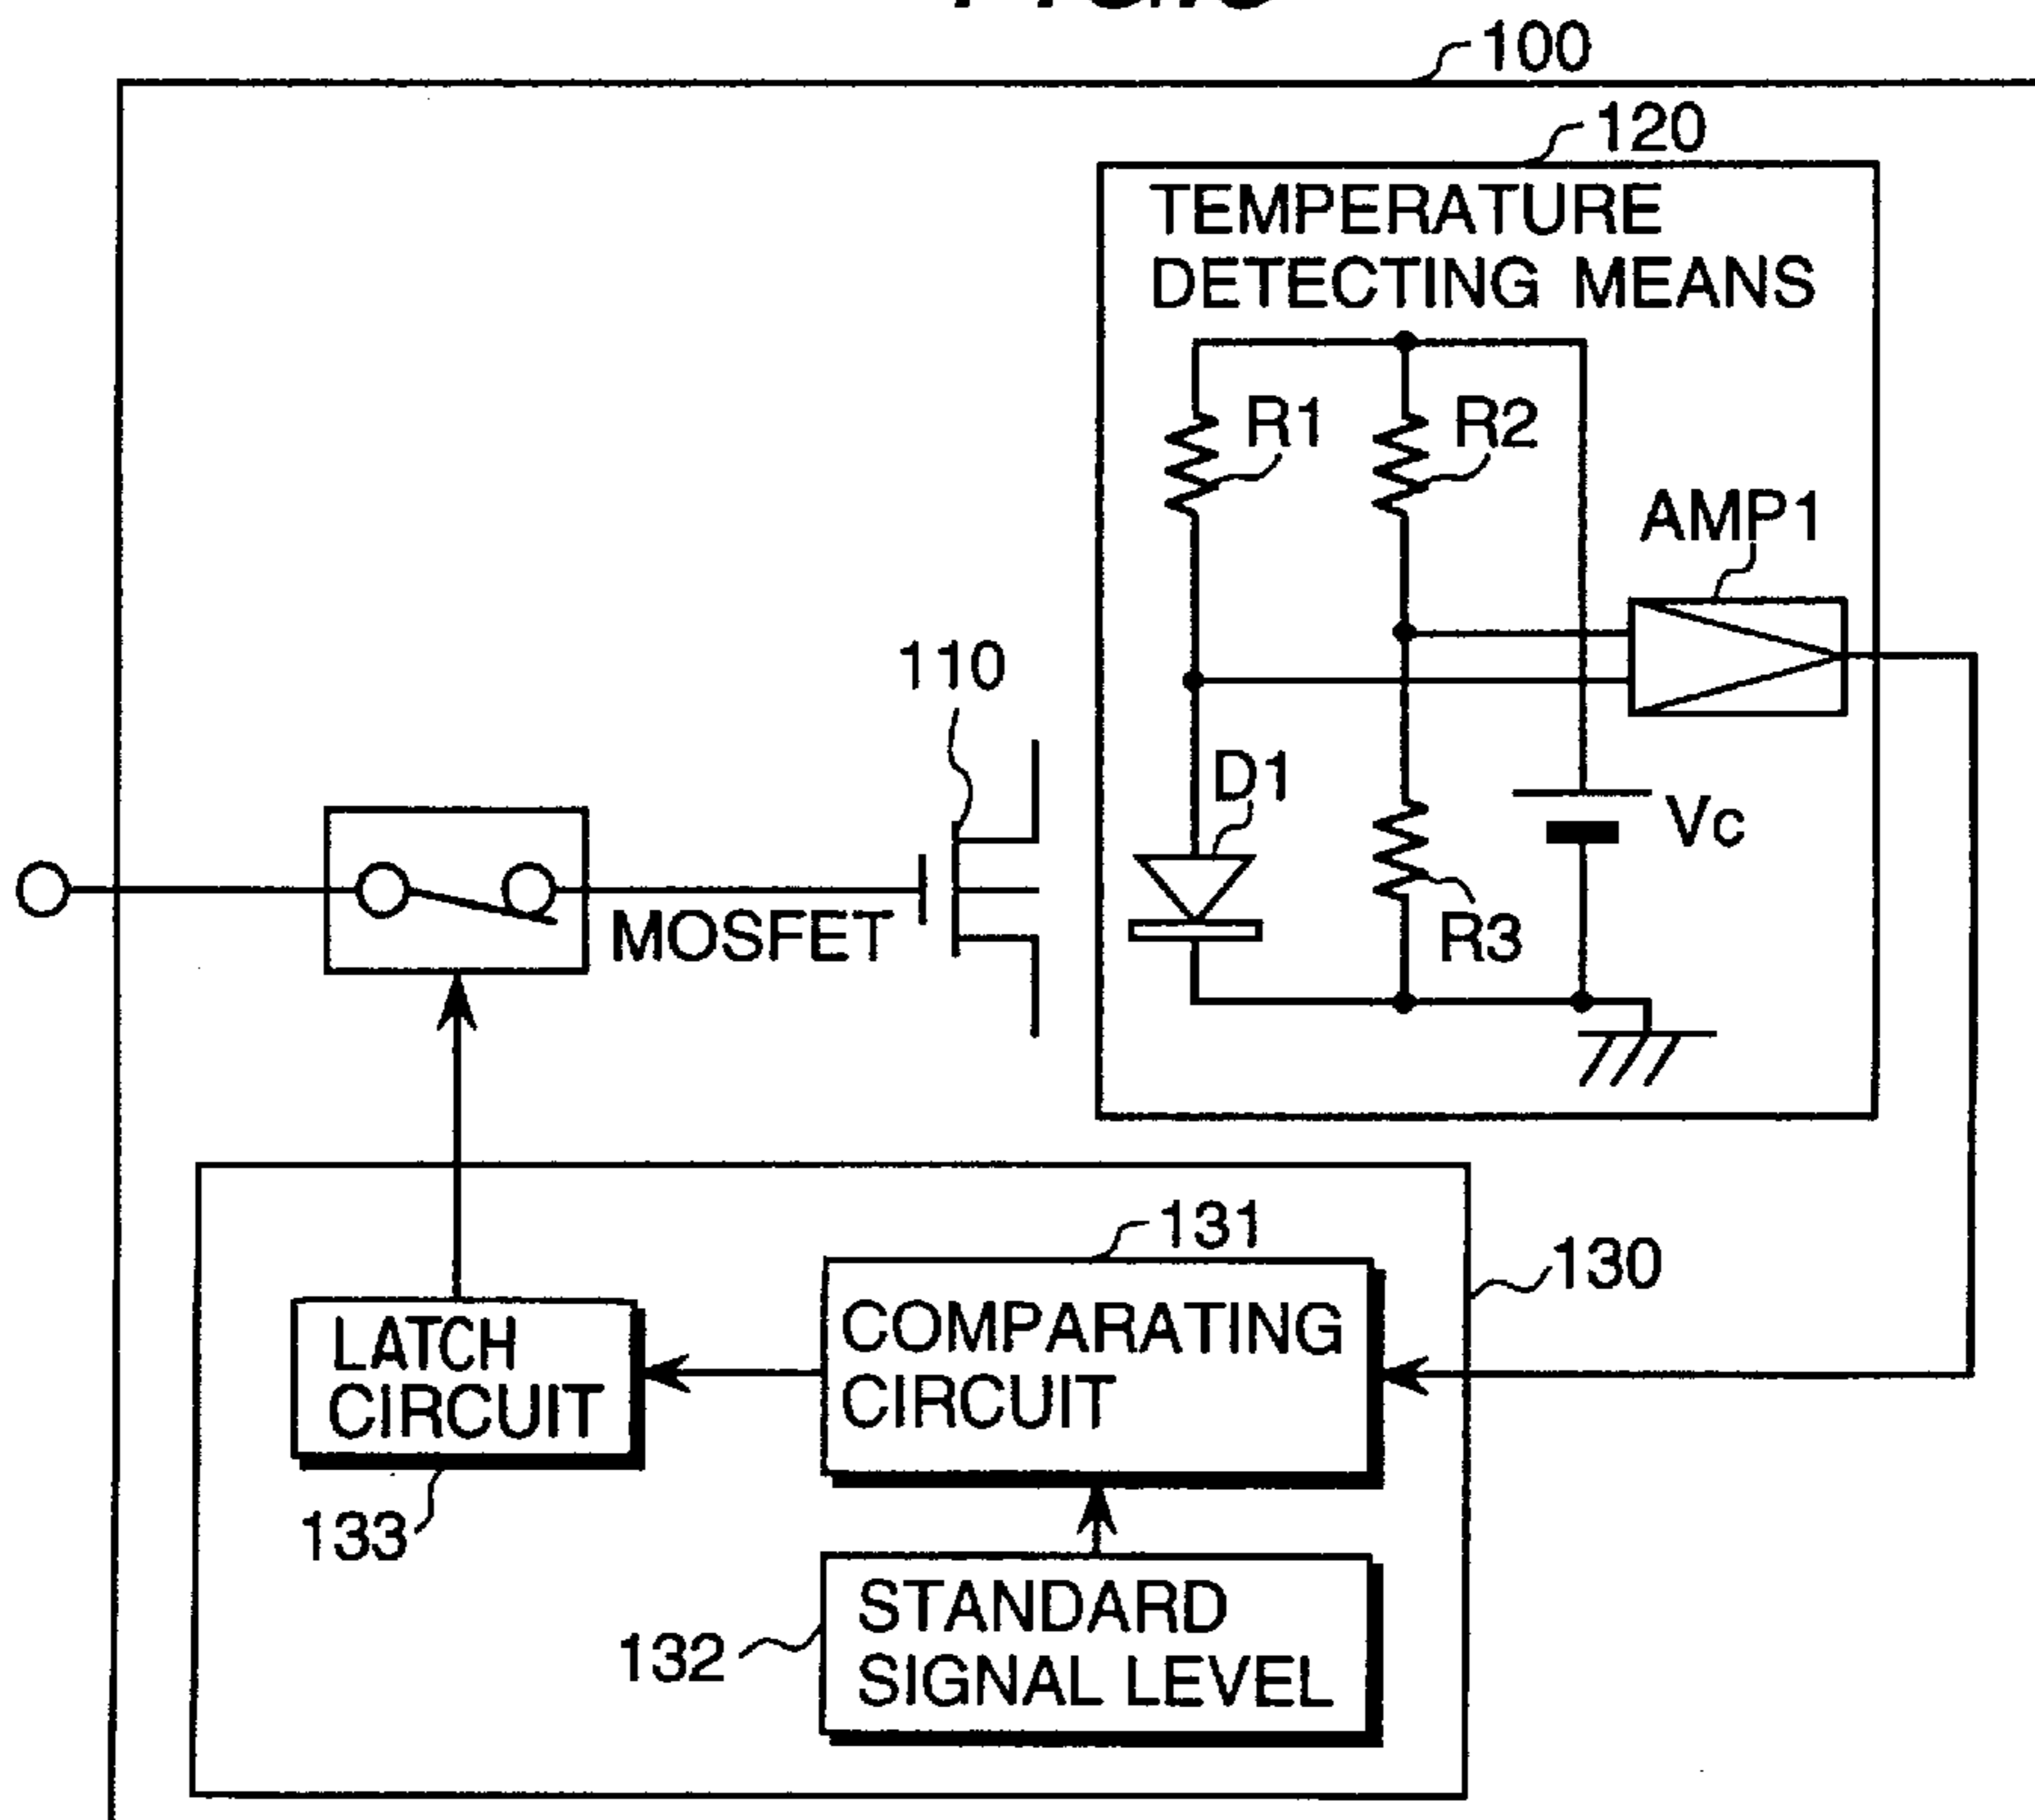 100
120
TEMPERATURE
DETECTING MEANS
R1
R2
AMP1
110
D1
Vc
MOSFET
R3
131
130
LATCH
CIRCUIT
COMPARATING
CIRCUIT
133
STANDARD
SIGNAL LEVEL
132